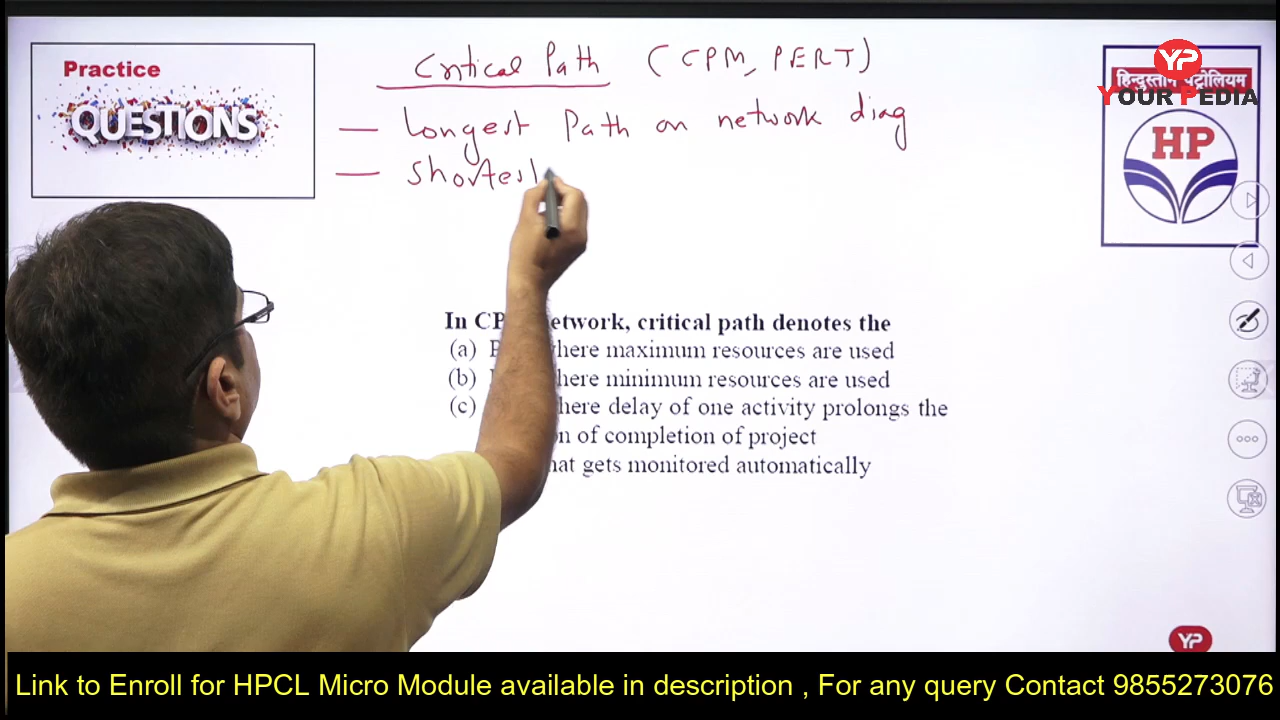 Practice
QUESTIONS
Critical Path (CPM, PERT)
— Longest Path on network diag
— Shortest
हिन्दुस्तान पेट्रोलियम
YP
YOUR PEDIA
HP
In CP etwork, critical path denotes the
(a) P here maximum resources are used
(b) here minimum resources are used
(c) here delay of one activity prolongs the
n of completion of project
hat gets monitored automatically
YP
Link to Enroll for HPCL Micro Module available in description , For any query Contact 9855273076